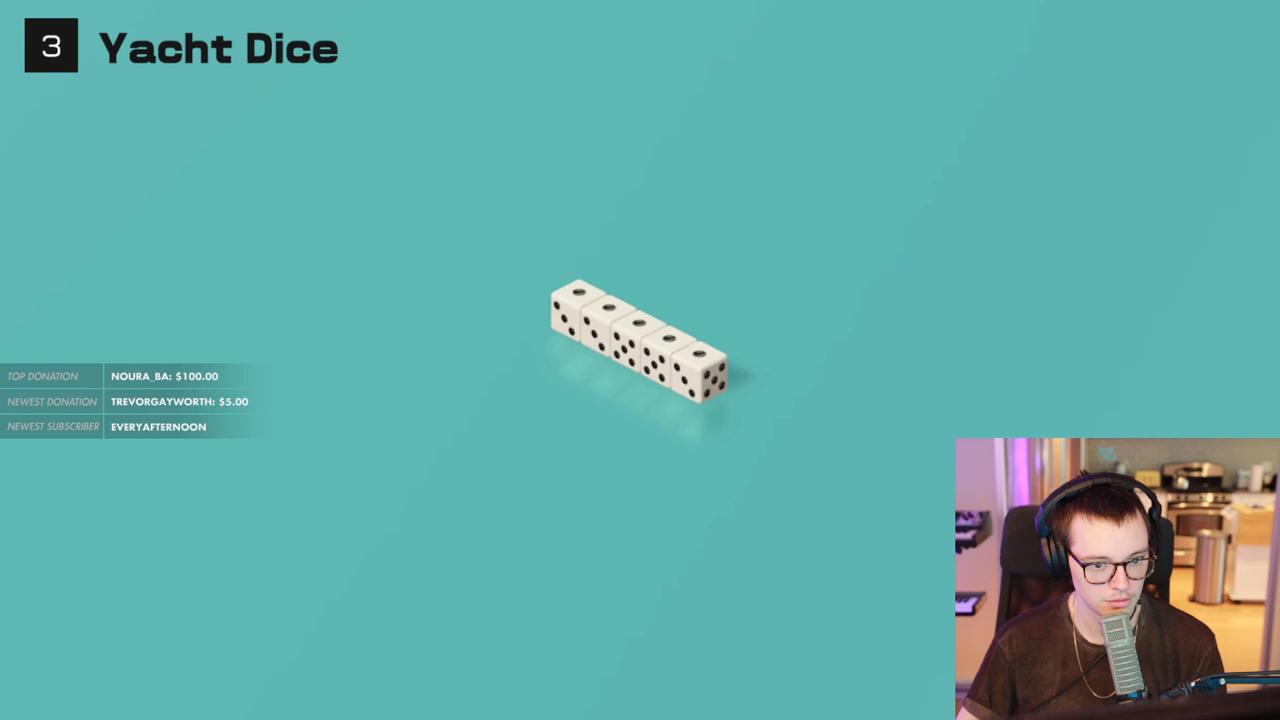 3 Yacht Dice
TOP DONATION NOURA_BA: $100.00
NEWEST DONATION TREVORGAYWORTH: $5.00
NEWEST SUBSCRIBER EVERYAFTERNOON